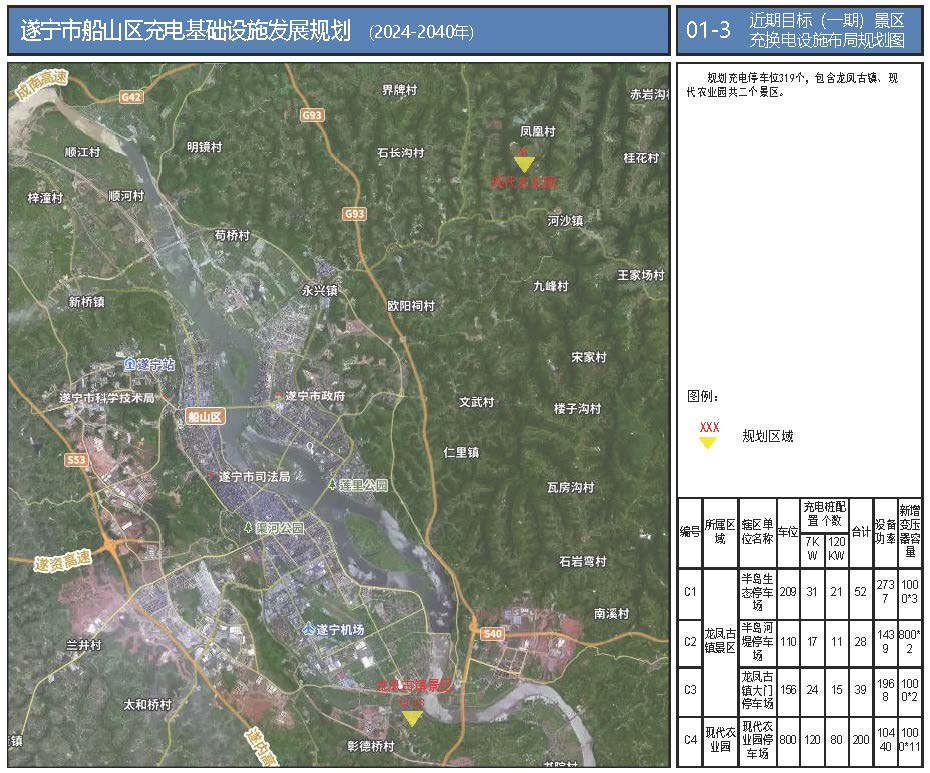 遂宁市船山区充电基础设施发展规划 (2024-2040年)
01-3
近期目标（一期）景区
充换电设施布局规划图
规划充电停车位319个，包含龙凤古镇、现
代农业园共二个景区。
成南高速
G42
G93
界牌村
赤岩沟村
凤凰村
顺江村
明镜村
石长沟村
桂花村
现代农业园
梓潼村
顺河村
G93
河沙镇
荀桥村
王家场村
永兴镇
九峰村
新桥镇
欧阳祠村
宋家村
遂宁站
遂宁市科学技术局
遂宁市政府
文武村
楼子沟村
船山区
仁里镇
S53
遂宁市司法局
莲里公园
瓦房沟村
渠河公园
遂资高速
石岩弯村
南溪村
遂宁机场
S40
兰井村
龙凤古镇景区
太和桥村
彰德桥村
遂内高
镇
书院村
图例：
XXX
规划区域
编号 所属区域 辖区单位名称 车位 充电桩配置个数 合计 设备功率 新增变压器容量
7KW 120KW
C1 龙凤古镇景区 半岛生态停车场 209 31 21 52 2737 1000*3
C2 半岛河堤停车场 110 17 11 28 1439 800*2
C3 龙凤古镇大门停车场 156 24 15 39 1968 1000*2
C4 现代农业园 现代农业园停车场 800 120 80 200 10440 1000*11